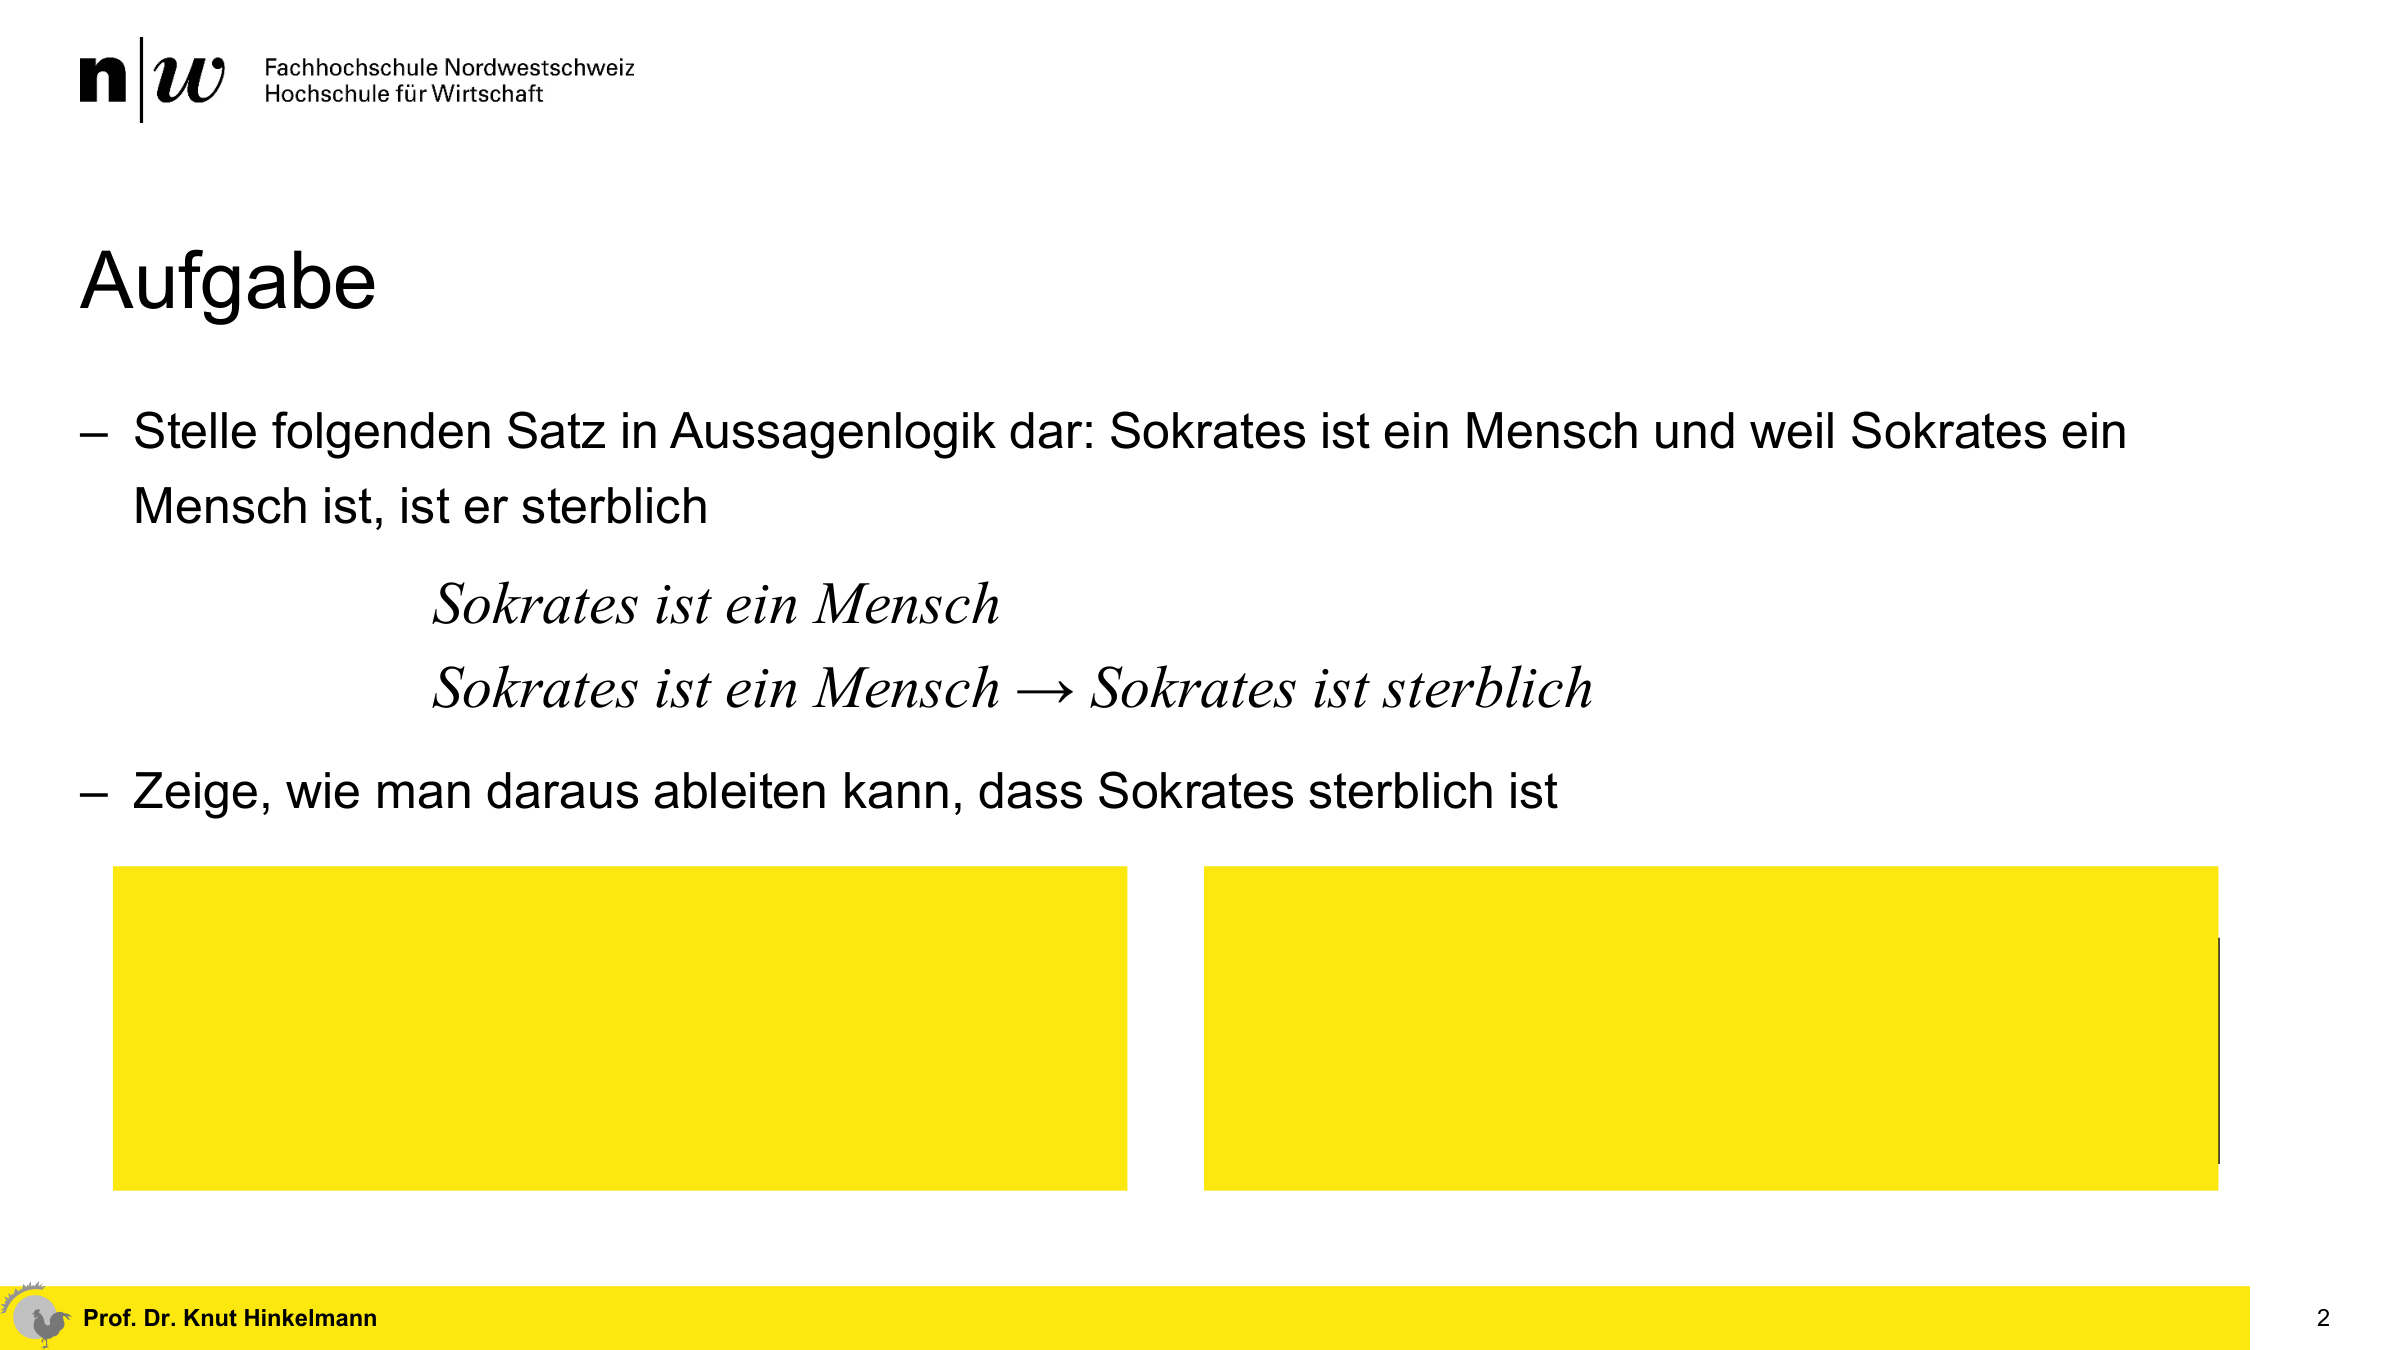 n|w Fachhochschule Nordwestschweiz
Hochschule für Wirtschaft
Aufgabe
– Stelle folgenden Satz in Aussagenlogik dar: Sokrates ist ein Mensch und weil Sokrates ein
Mensch ist, ist er sterblich
Sokrates ist ein Mensch
Sokrates ist ein Mensch → Sokrates ist sterblich
– Zeige, wie man daraus ableiten kann, dass Sokrates sterblich ist
Prof. Dr. Knut Hinkelmann
2